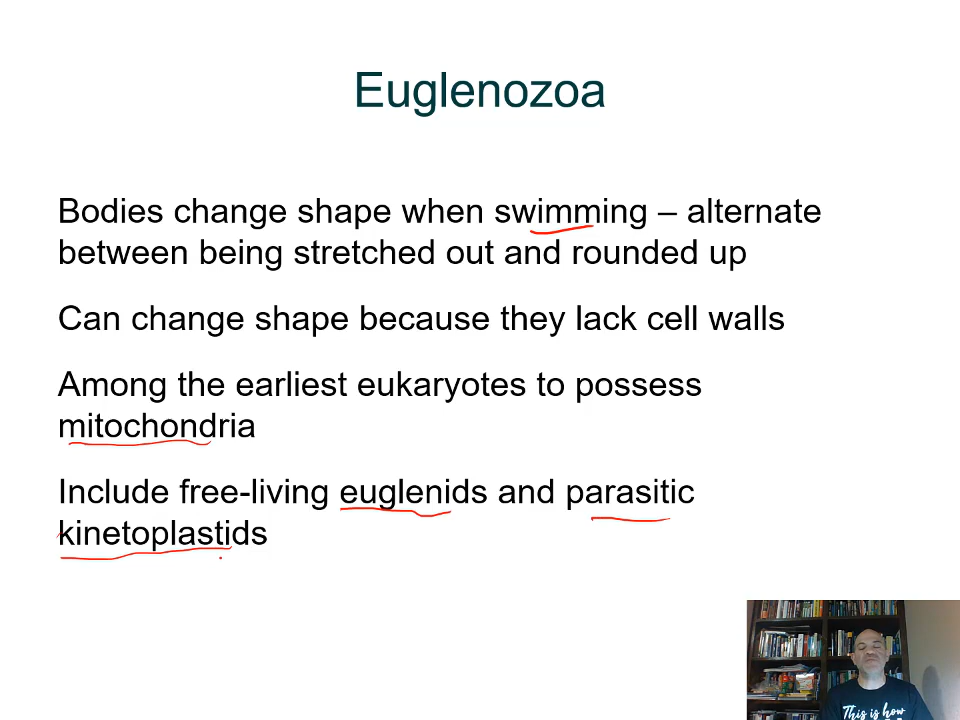 Euglenozoa
Bodies change shape when swimming – alternate
between being stretched out and rounded up
Can change shape because they lack cell walls
Among the earliest eukaryotes to possess
mitochondria
Include free-living euglenids and parasitic
kinetoplastids
This is how